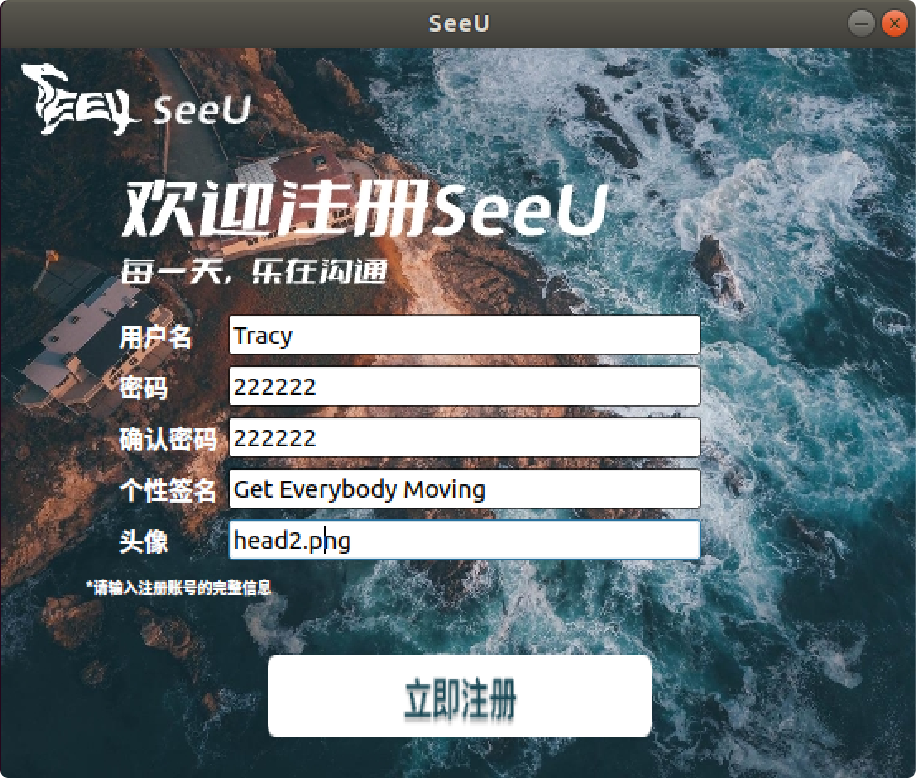 SeeU
SeeU SeeU
欢迎注册SeeU
每一天，乐在沟通
用户名 Tracy
密码 222222
确认密码 222222
个性签名 Get Everybody Moving
头像 head2.png
*请输入注册账号的完整信息
立即注册